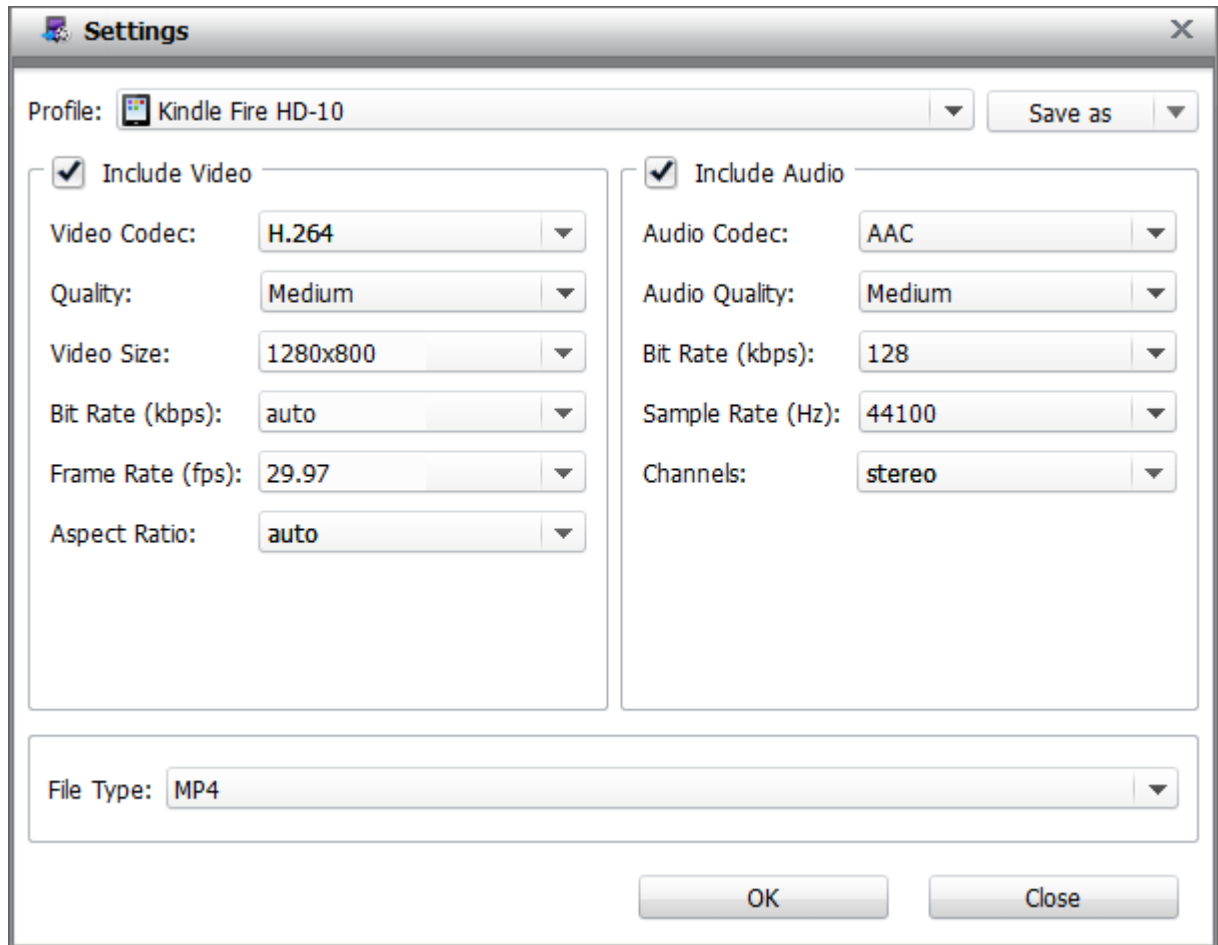 Settings
Profile: Kindle Fire HD-10 Save as
Include Video
Video Codec: H.264
Quality: Medium
Video Size: 1280x800
Bit Rate (kbps): auto
Frame Rate (fps): 29.97
Aspect Ratio: auto
Include Audio
Audio Codec: AAC
Audio Quality: Medium
Bit Rate (kbps): 128
Sample Rate (Hz): 44100
Channels: stereo
File Type: MP4
OK Close